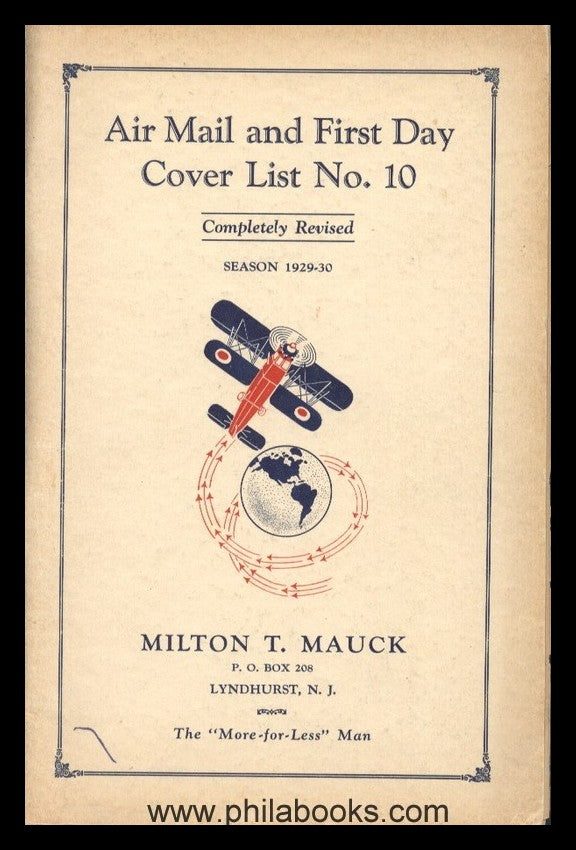 Air Mail and First Day
Cover List No. 10
Completely Revised
SEASON 1929-30
MILTON T. MAUCK
P. O. BOX 208
LYNDHURST, N. J.
The "More-for-Less" Man
www.philabooks.com